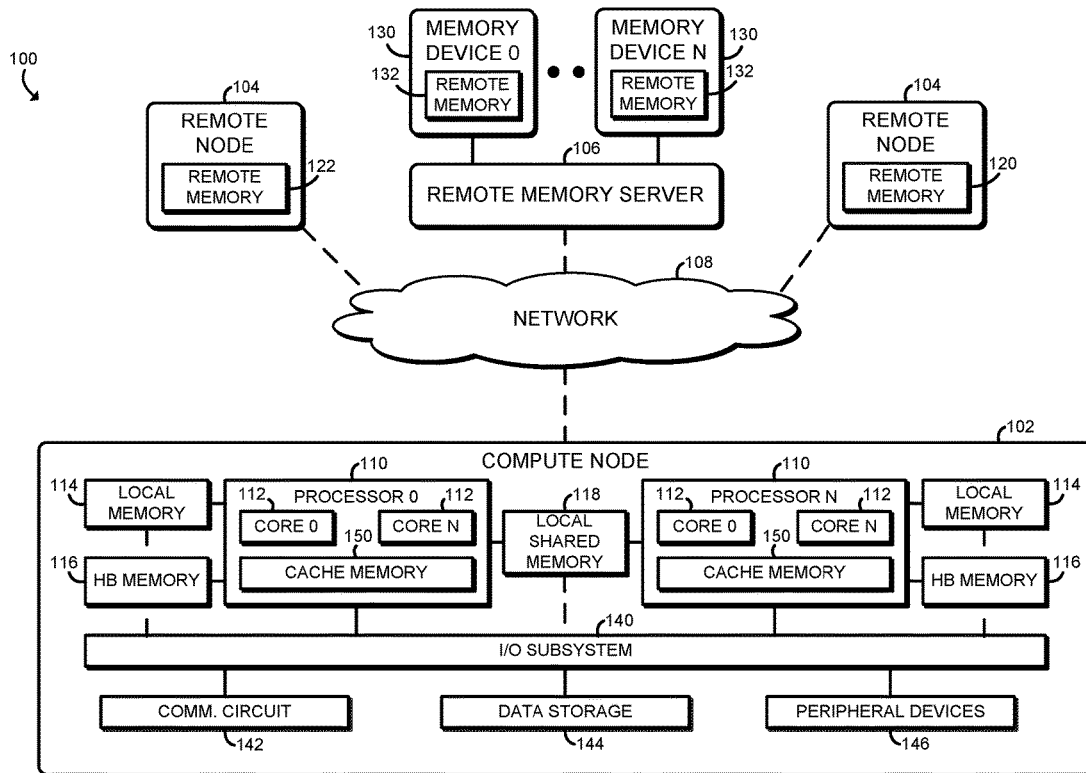 100
104
REMOTE
NODE
REMOTE
MEMORY
122
130
MEMORY
DEVICE 0
132
REMOTE
MEMORY
MEMORY
DEVICE N
130
REMOTE
MEMORY
132
106
REMOTE MEMORY SERVER
104
REMOTE
NODE
REMOTE
MEMORY
120
108
NETWORK
102
COMPUTE NODE
114
LOCAL
MEMORY
116
HB MEMORY
110
PROCESSOR 0
112
CORE 0
112
CORE N
150
CACHE MEMORY
118
LOCAL
SHARED
MEMORY
110
PROCESSOR N
112
CORE 0
112
CORE N
150
CACHE MEMORY
LOCAL
MEMORY
114
HB MEMORY
116
140
I/O SUBSYSTEM
COMM. CIRCUIT
142
DATA STORAGE
144
PERIPHERAL DEVICES
146